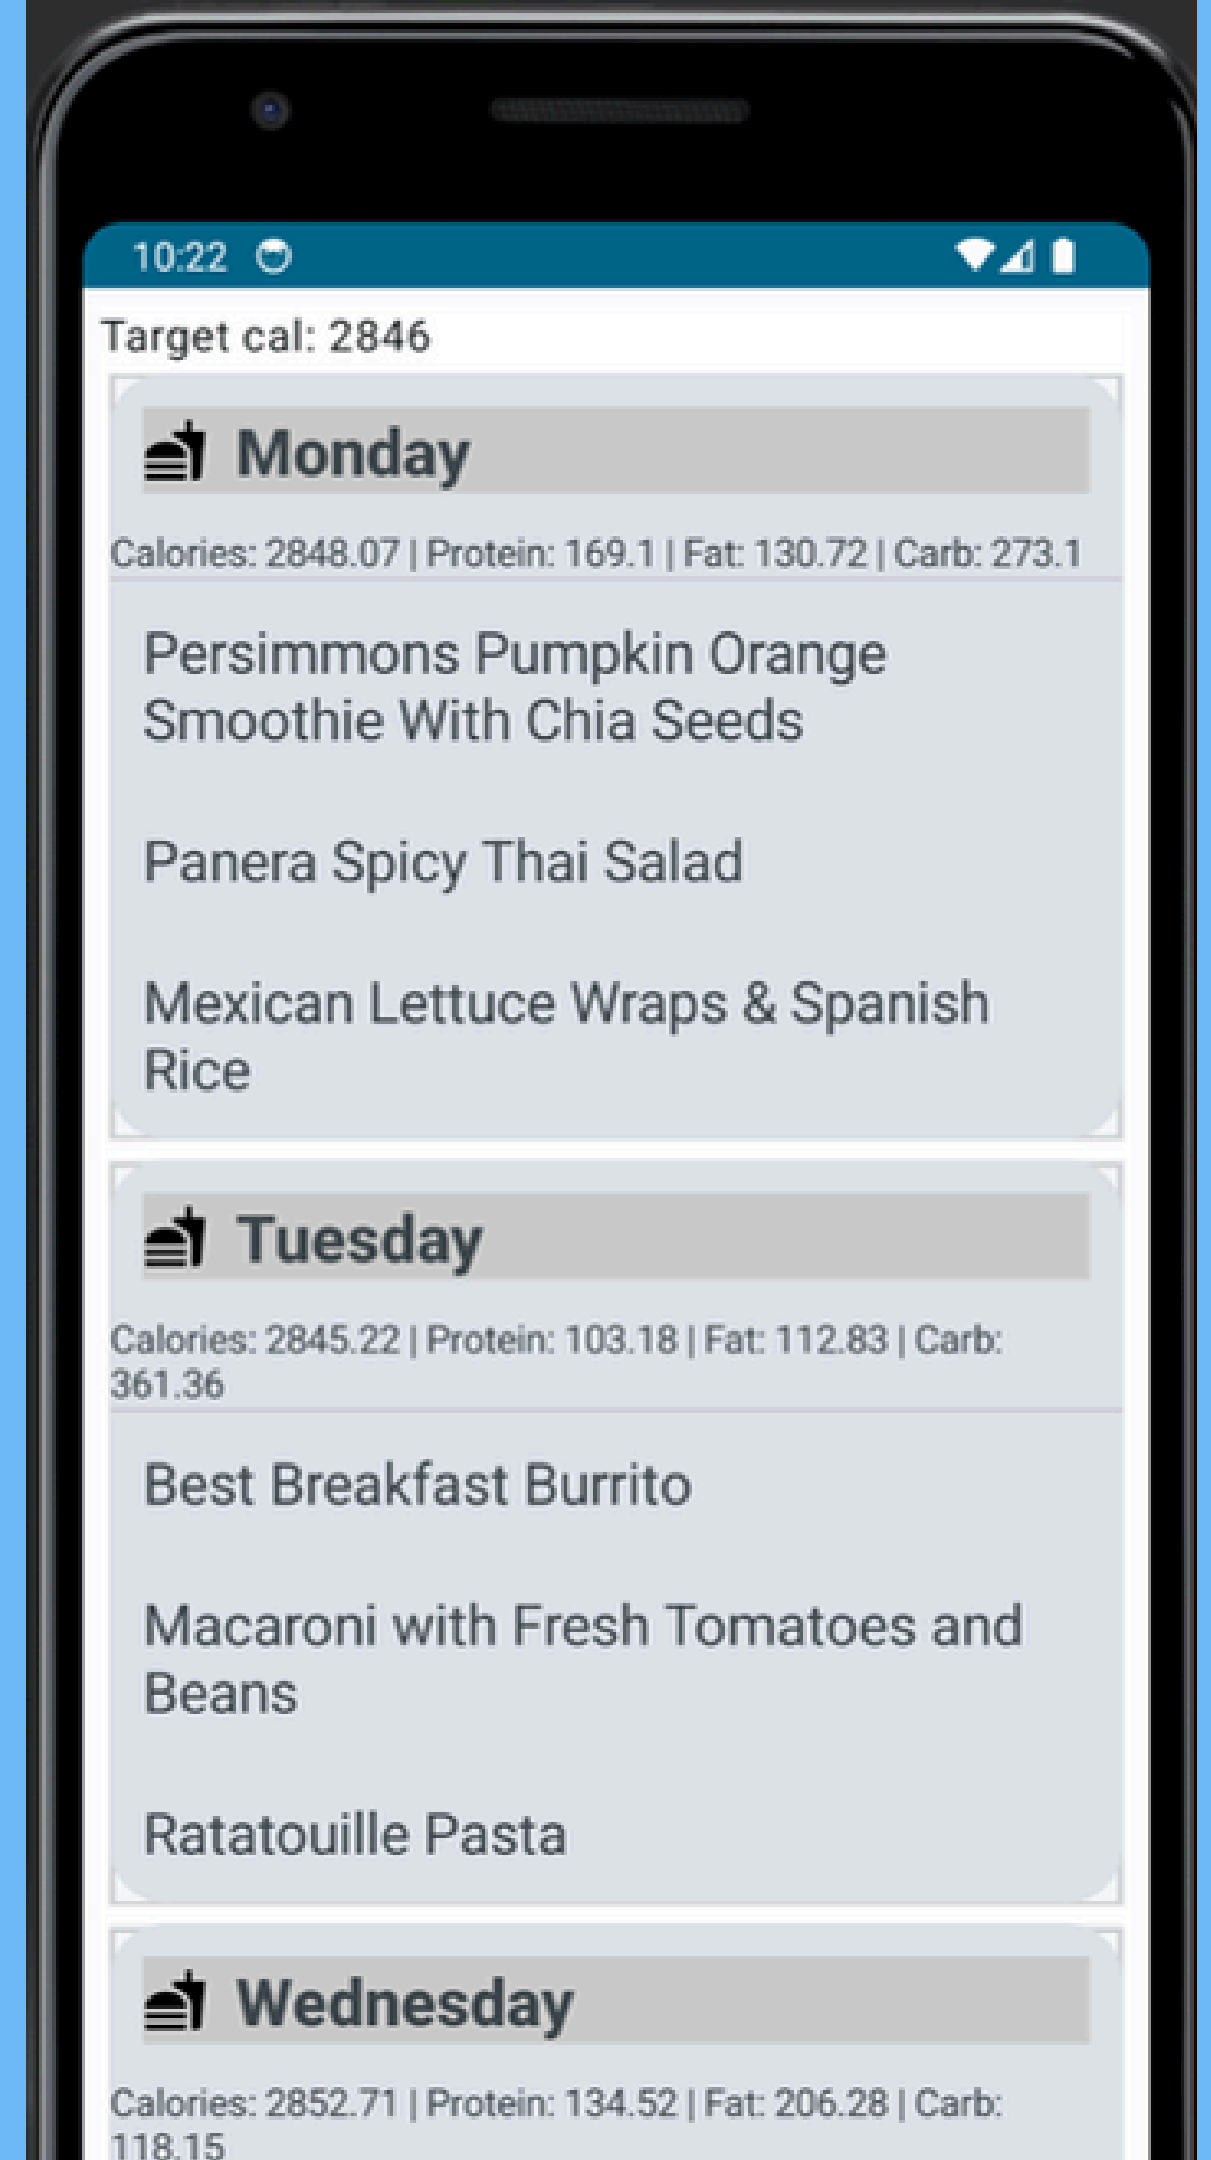 10:22
Target cal: 2846
Monday
Calories: 2848.07 | Protein: 169.1 | Fat: 130.72 | Carb: 273.1
Persimmons Pumpkin Orange
Smoothie With Chia Seeds
Panera Spicy Thai Salad
Mexican Lettuce Wraps & Spanish
Rice
Tuesday
Calories: 2845.22 | Protein: 103.18 | Fat: 112.83 | Carb:
361.36
Best Breakfast Burrito
Macaroni with Fresh Tomatoes and
Beans
Ratatouille Pasta
Wednesday
Calories: 2852.71 | Protein: 134.52 | Fat: 206.28 | Carb:
118.15